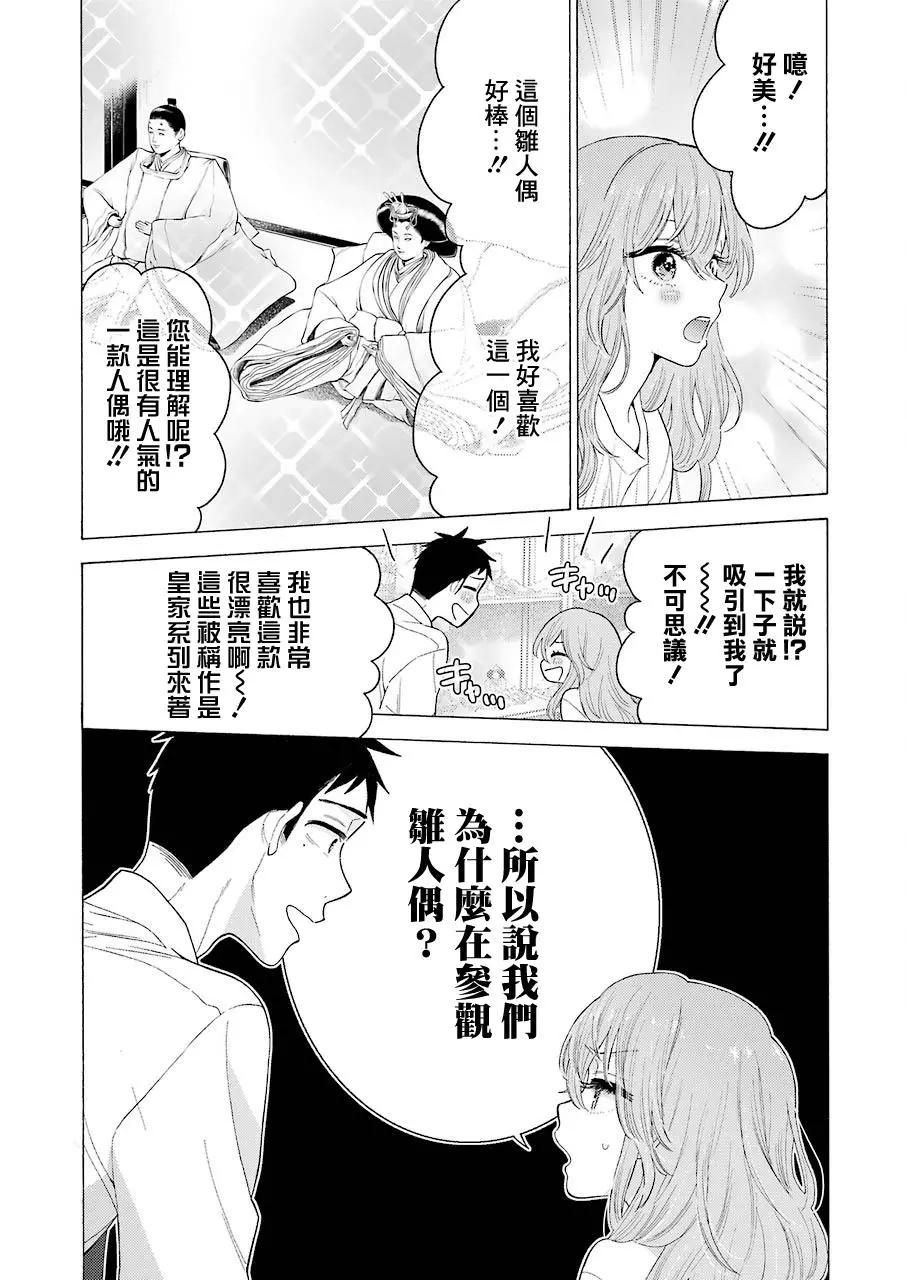 噫！
好美…!!
這個雛人偶
好棒…!!
我好喜歡
這一個！
您能理解呢!?
這是很有人氣的
一款人偶哦!!
我就説!?
一下子就
吸引到我了
～～～!!
不可思議！
キャッ
キャッ
我也非常
喜歡這款
很漂亮啊～！
這些被稱作是
皇家系列來著
…所以說我們
為什麼在參觀
雛人偶？